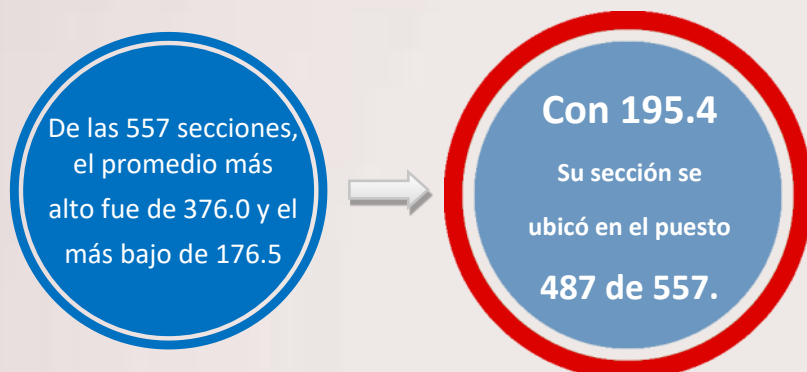 De las 557 secciones,
el promedio más
alto fue de 376.0 y el
más bajo de 176.5
Con 195.4
Su sección se
ubicó en el puesto
487 de 557.